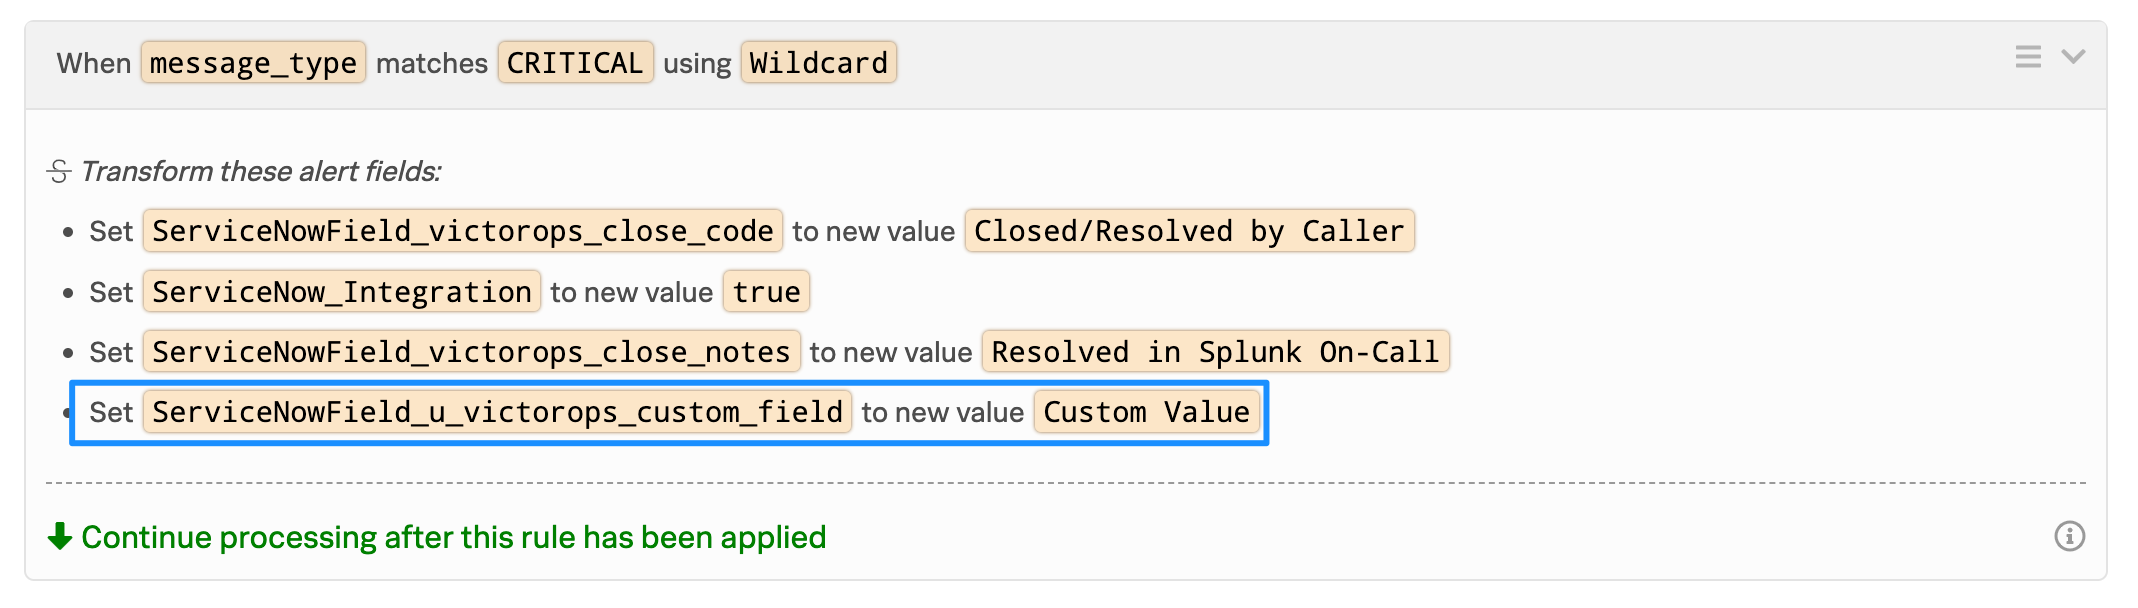 When message_type matches CRITICAL using Wildcard
Transform these alert fields:
Set ServiceNowField_victorops_close_code to new value Closed/Resolved by Caller
Set ServiceNow_Integration to new value true
Set ServiceNowField_victorops_close_notes to new value Resolved in Splunk On-Call
Set ServiceNowField_u_victorops_custom_field to new value Custom Value
Continue processing after this rule has been applied